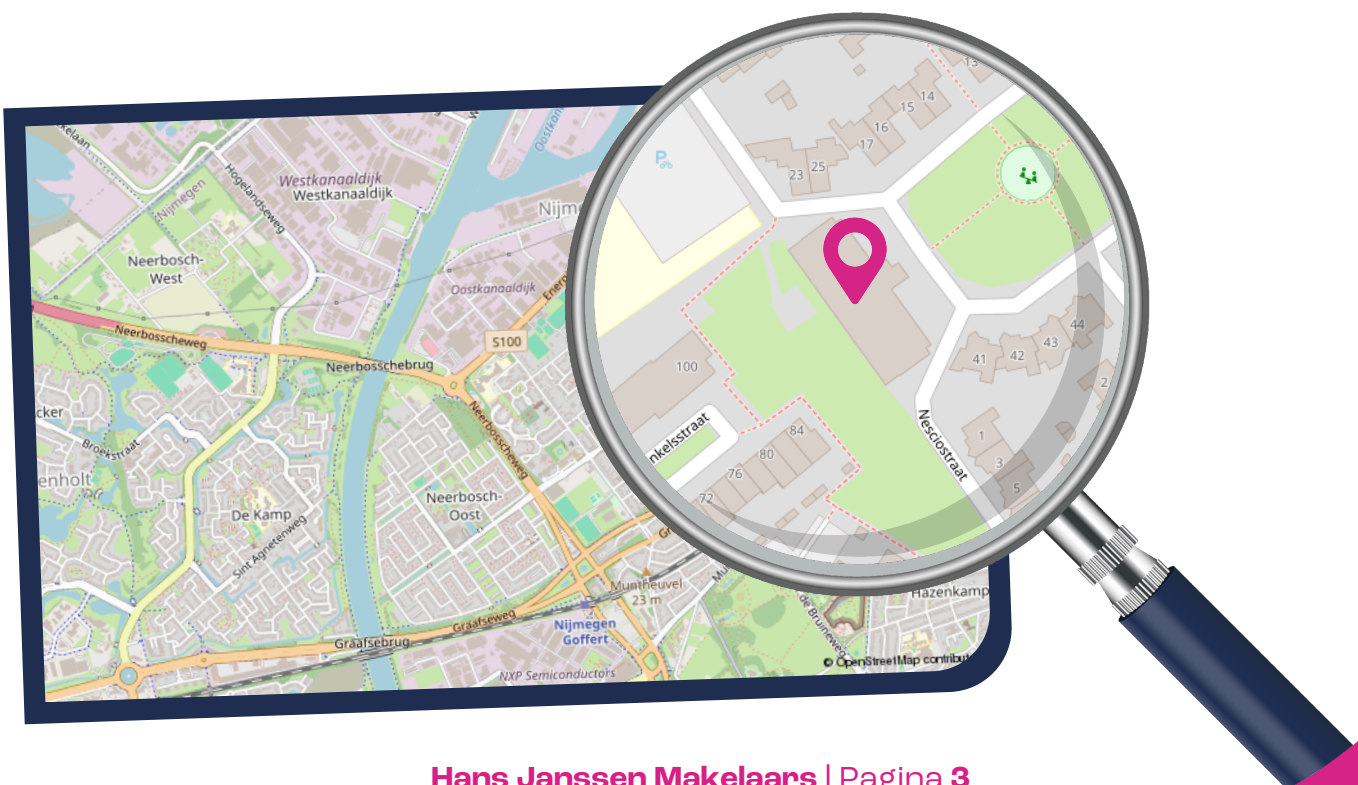 Westkanaaldijk
Westkanaaldijk
Hogelandseweg
Nijmegen
Neerbosch-
West
Oostkanaaldijk
S100
Neerbosscheweg
Neerbosschebrug
Neerbosscheweg
Broekstraat
De Kamp
Sint Agnetenweg
Neerbosch-
Oost
Graafseweg
Graafsebrug
Muntheuvel
23 m
Nijmegen
Goffert
NXP Semiconductors
Hazenkamp
de Bruineweg
© OpenStreetMap contribut
13
14
15
16
17
25
23
P
100
nkelsstraat
84
80
76
72
Nesciostraat
41
42
43
44
2
1
3
5
Hans Janssen Makelaars | Pagina 3